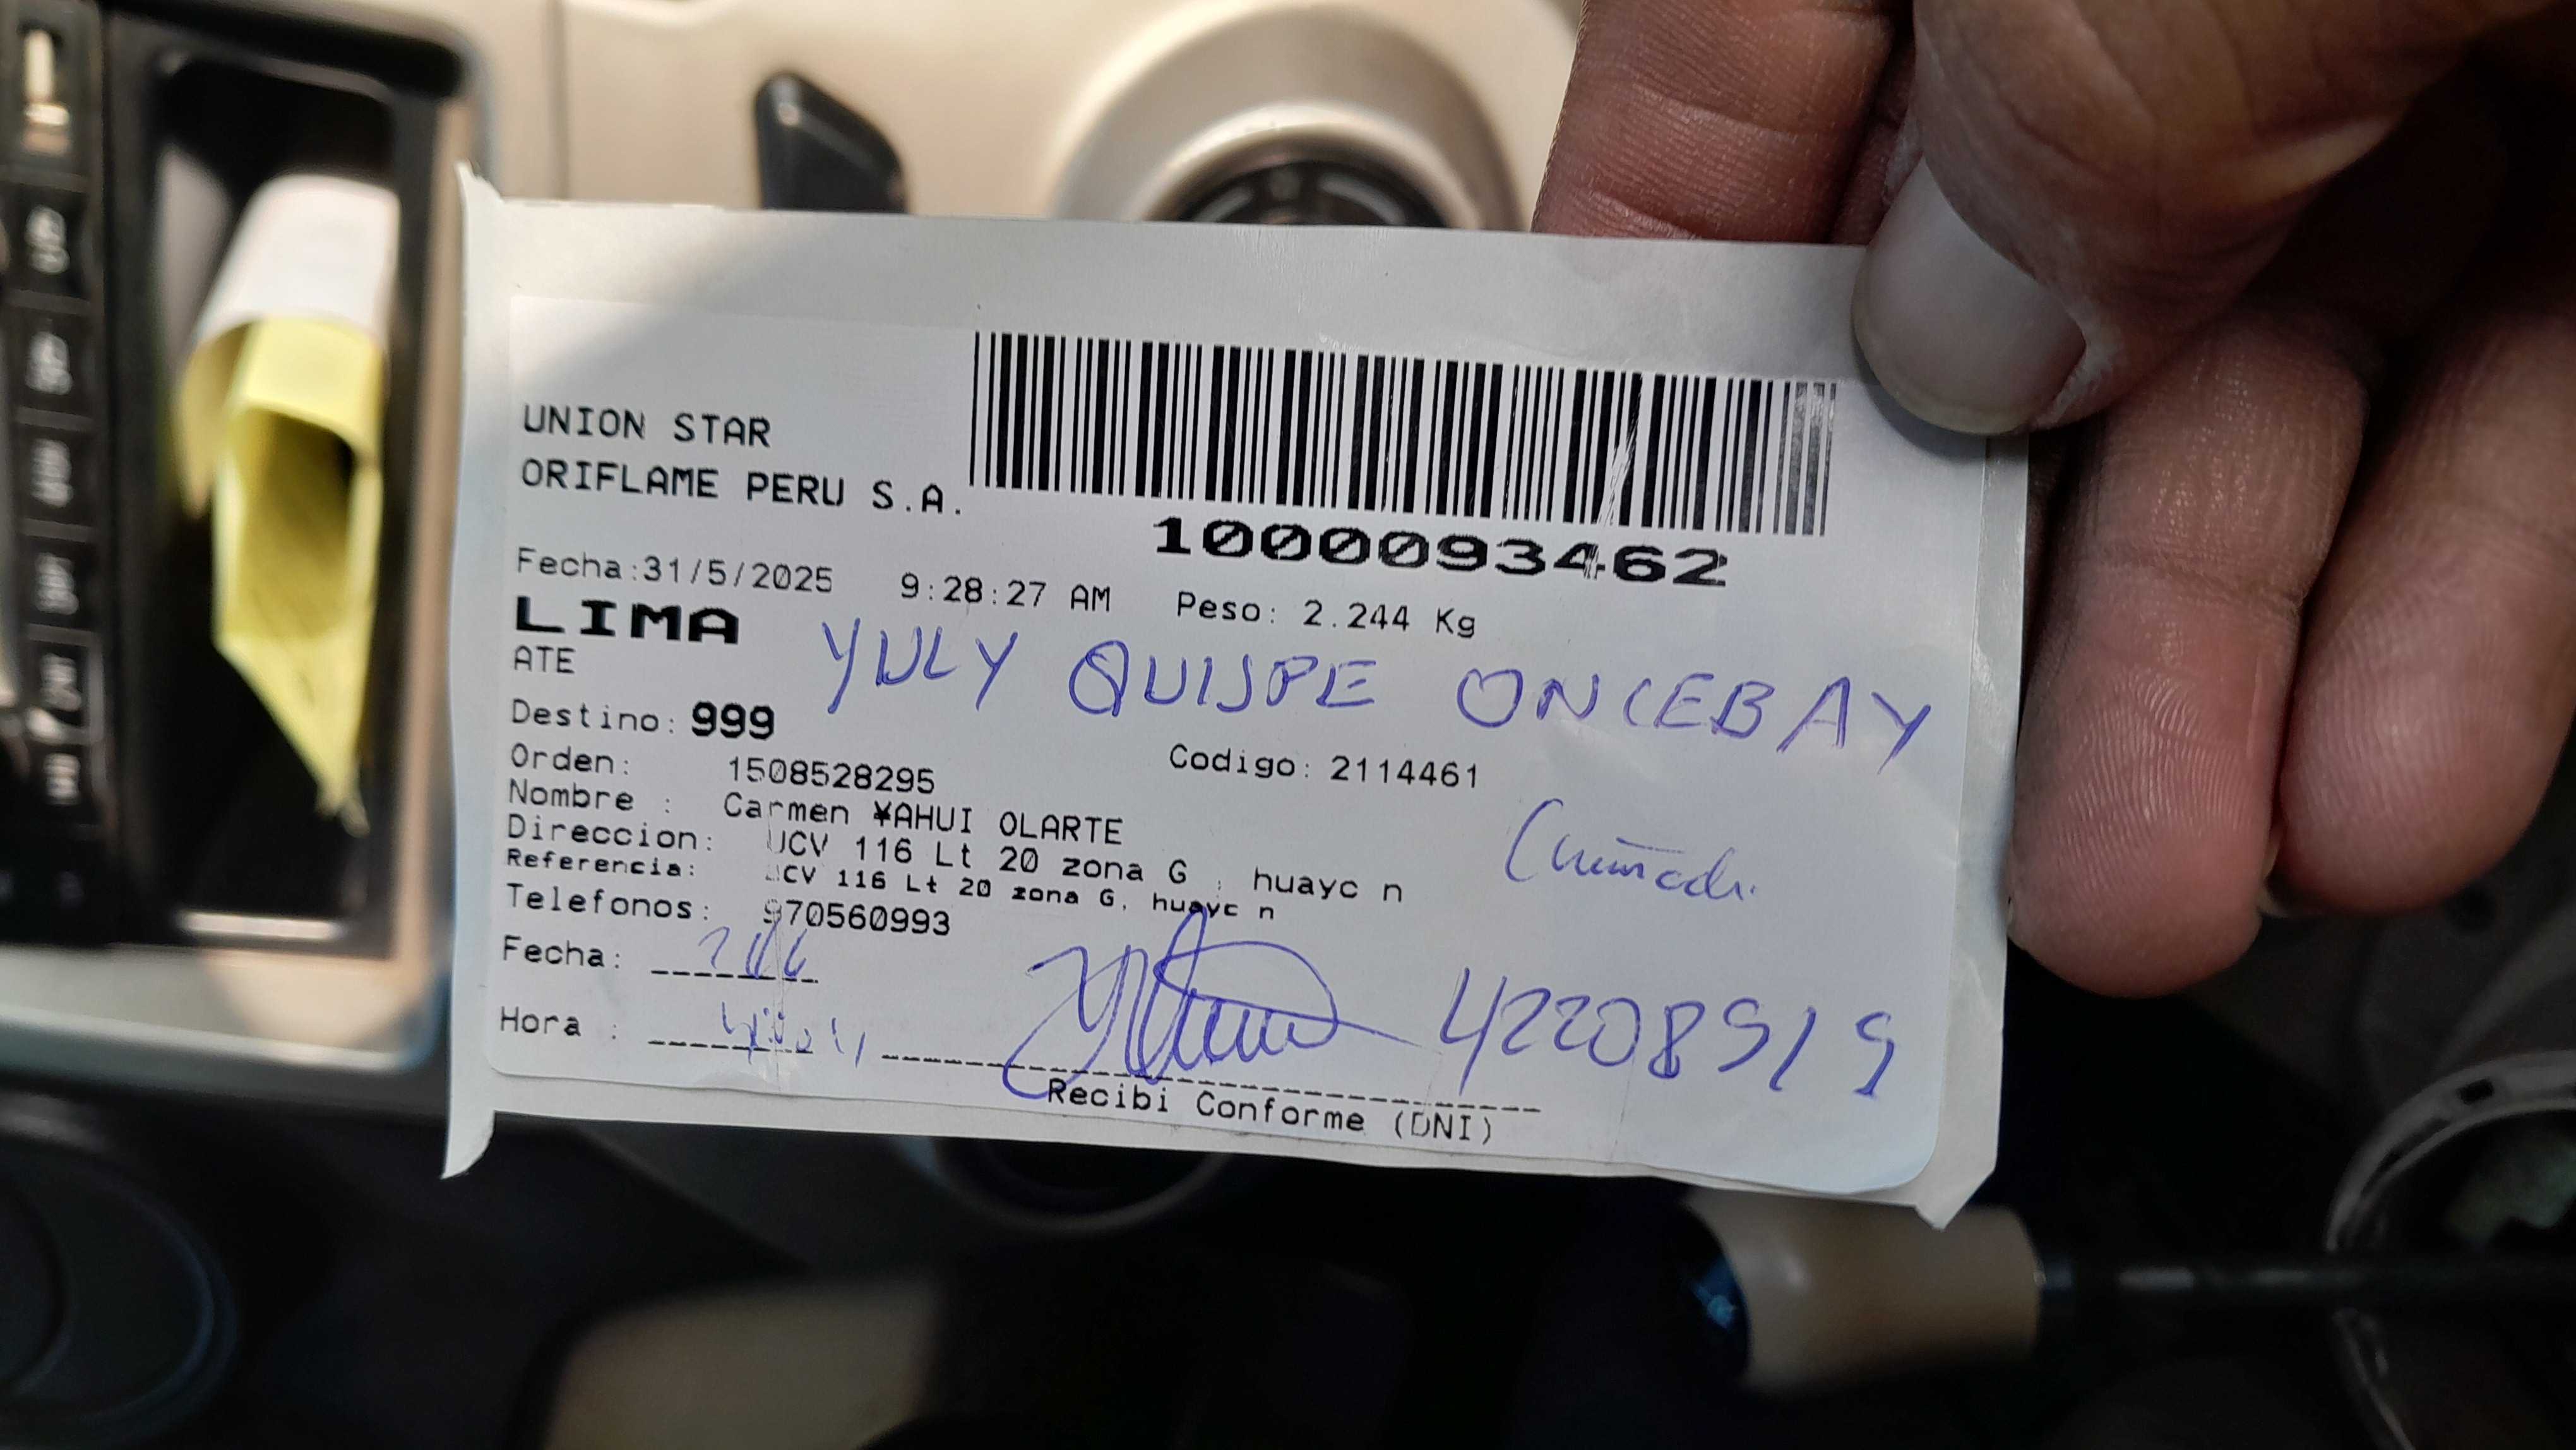 UNION STAR
ORIFLAME PERU S.A.
1000093462
Fecha:31/5/2025 9:28:27 AM Peso: 2.244 Kg
LIMA
ATE
YULY QUISPE ONCEBAY
Destino: 999
Orden: 1508528295 Codigo: 2114461
Nombre : Carmen ¥AHUI OLARTE
Direccion: UCV 116 Lt 20 zona G , huayc n
Cuñada
Referencia: UCV 116 Lt 20 zona G, huayc n
Telefonos: 970560993
Fecha:
Hora :
42208919
Recibi Conforme (DNI)